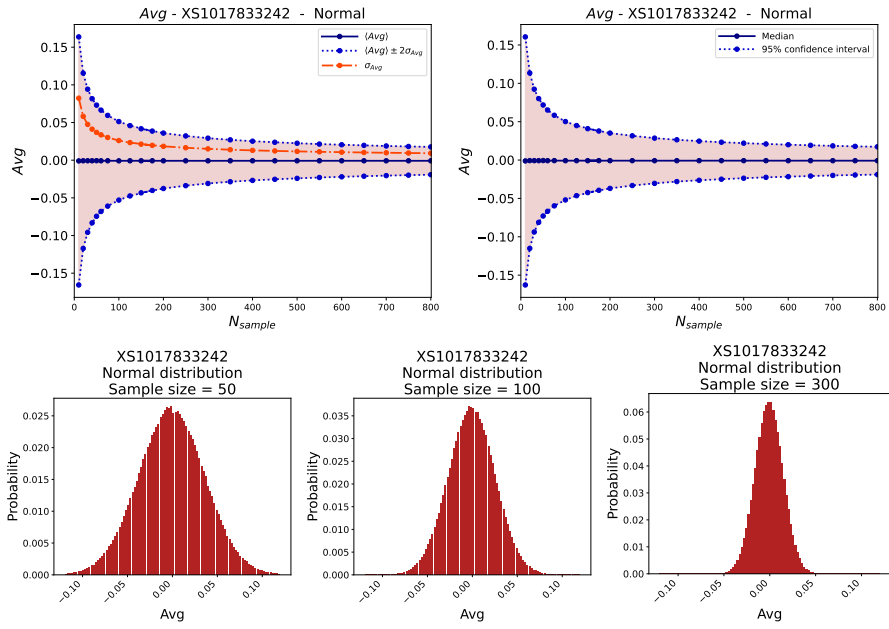 Avg - XS1017833242 - Normal
⟨Avg⟩
⟨Avg⟩ ± 2σ_Avg
σ_Avg
0.15
0.10
0.05
0.00
−0.05
−0.10
−0.15
Avg
0 100 200 300 400 500 600 700 800
N_sample
Avg - XS1017833242 - Normal
Median
95% confidence interval
0.15
0.10
0.05
0.00
−0.05
−0.10
−0.15
Avg
0 100 200 300 400 500 600 700 800
N_sample
XS1017833242
Normal distribution
Sample size = 50
0.025
0.020
0.015
0.010
0.005
0.000
Probability
−0.10 −0.05 0.00 0.05 0.10
Avg
XS1017833242
Normal distribution
Sample size = 100
0.035
0.030
0.025
0.020
0.015
0.010
0.005
0.000
Probability
−0.10 −0.05 0.00 0.05 0.10
Avg
XS1017833242
Normal distribution
Sample size = 300
0.06
0.05
0.04
0.03
0.02
0.01
0.00
Probability
−0.10 −0.05 0.00 0.05 0.10
Avg